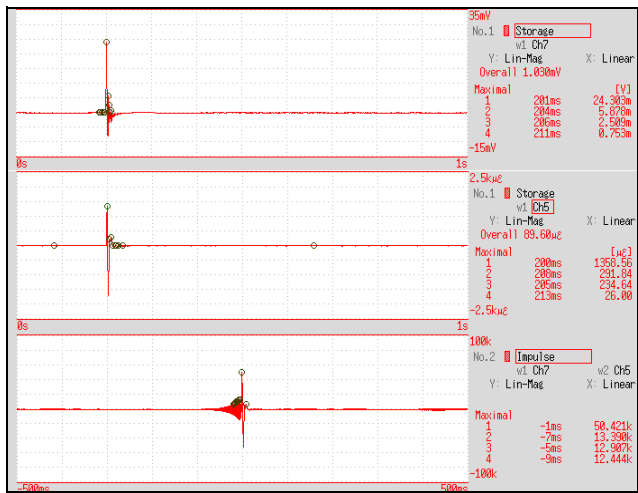 35mV
No.1 Storage
w1 Ch7
Y: Lin-Mag X: Linear
Overall 1.030mV
Maximal [V]
1 201ms 24.303m
2 204ms 5.878m
3 206ms 2.509m
4 211ms 0.753m
-15mV
0s 1s
2.5kµε
No.1 Storage
w1 Ch5
Y: Lin-Mag X: Linear
Overall 89.60µε
Maximal [µε]
1 200ms 1358.56
2 208ms 291.84
3 205ms 234.64
4 213ms 26.00
-2.5kµε
0s 1s
100k
No.2 Impulse
w1 Ch7 w2 Ch5
Y: Lin-Mag X: Linear
Maximal
1 -1ms 50.421k
2 -7ms 13.390k
3 -5ms 12.907k
4 -9ms 12.444k
-100k
-500ms 500ms